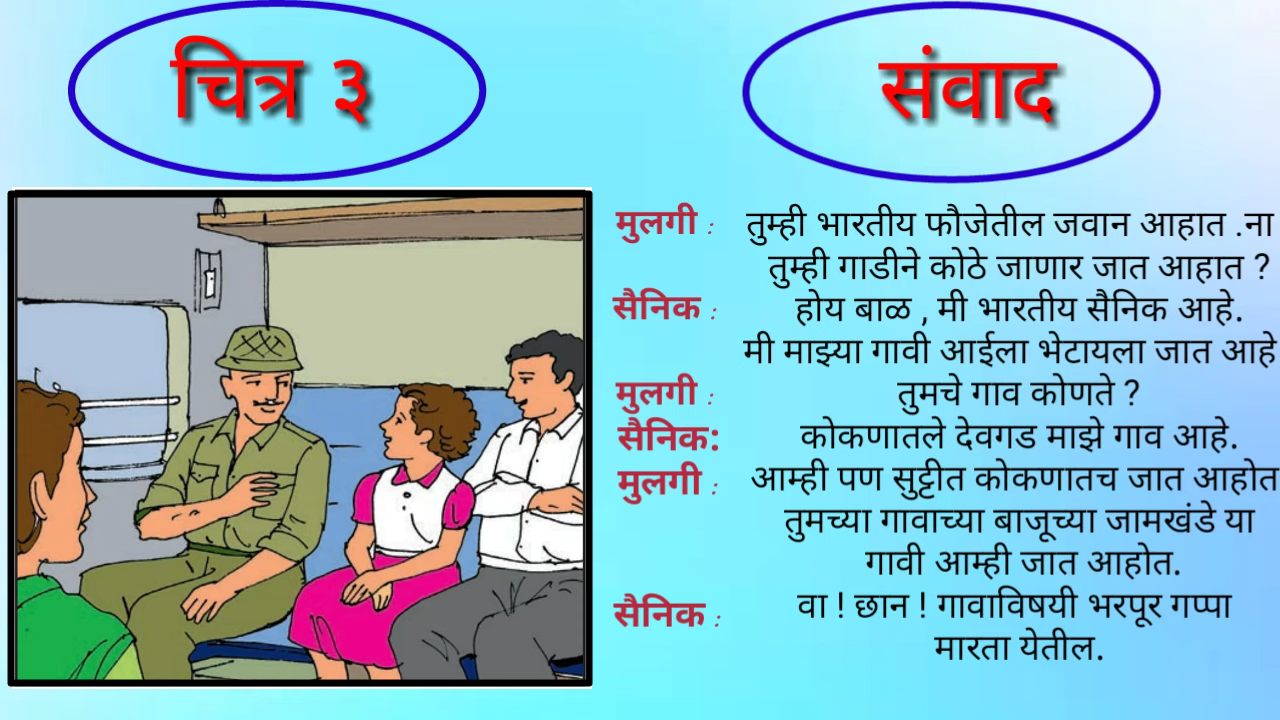 चित्र ३
संवाद
मुलगी : तुम्ही भारतीय फौजेतील जवान आहात .ना
तुम्ही गाडीने कोठे जाणार जात आहात ?
सैनिक : होय बाळ , मी भारतीय सैनिक आहे.
मी माझ्या गावी आईला भेटायला जात आहे
मुलगी : तुमचे गाव कोणते ?
सैनिक: कोकणातले देवगड माझे गाव आहे.
मुलगी : आम्ही पण सुट्टीत कोकणातच जात आहोत
तुमच्या गावाच्या बाजूच्या जामखंडे या
गावी आम्ही जात आहोत.
सैनिक : वा ! छान ! गावाविषयी भरपूर गप्पा
मारता येतील.